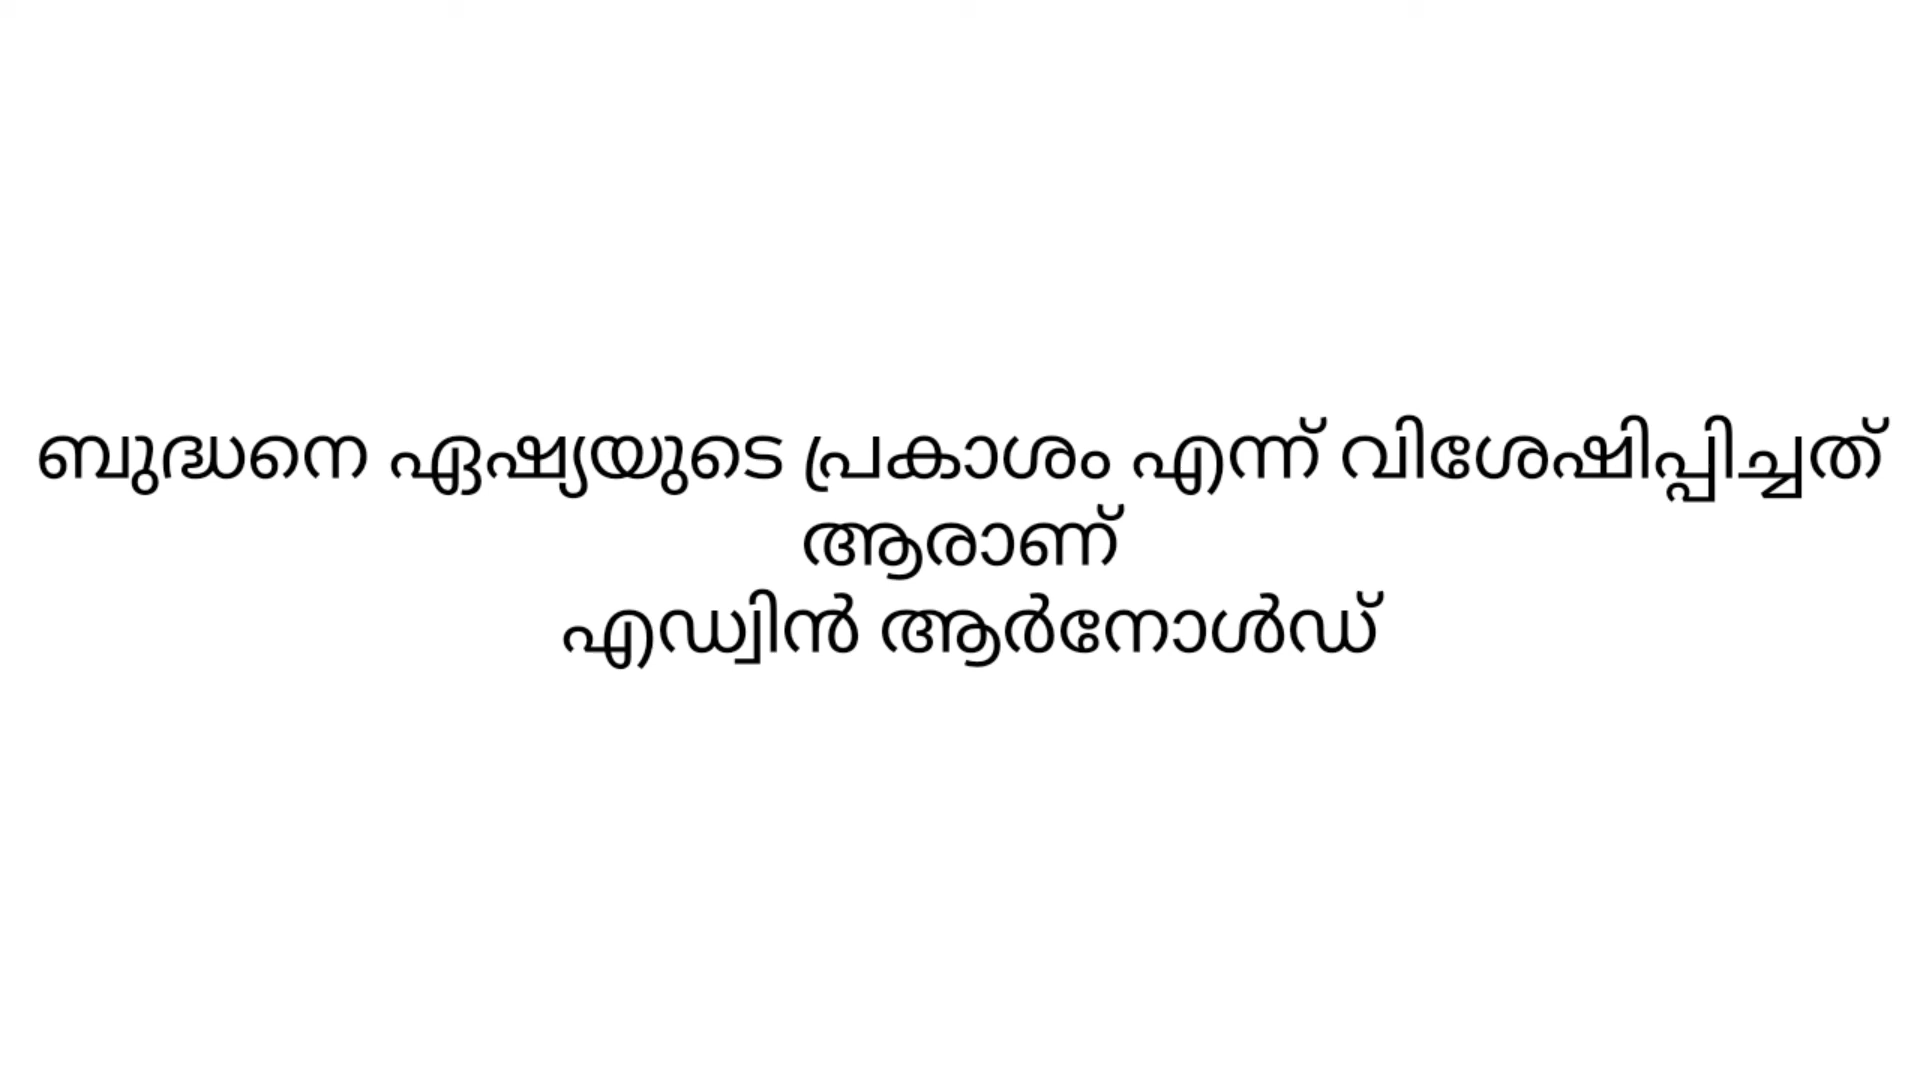 ബുദ്ധനെ ഏഷ്യയുടെ പ്രകാശം എന്ന് വിശേഷിപ്പിച്ചത്
ആരാണ്
എഡ്വിൻ ആർനോൾഡ്